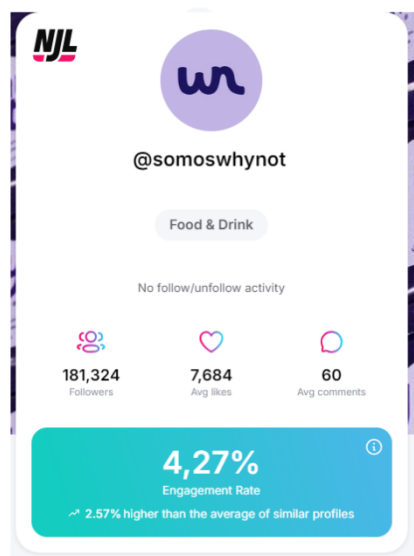 NJL
wn
@somoswhynot
Food & Drink
No follow/unfollow activity
181,324 7,684 60
Followers Avg likes Avg comments
4,27%
Engagement Rate
2.57% higher than the average of similar profiles